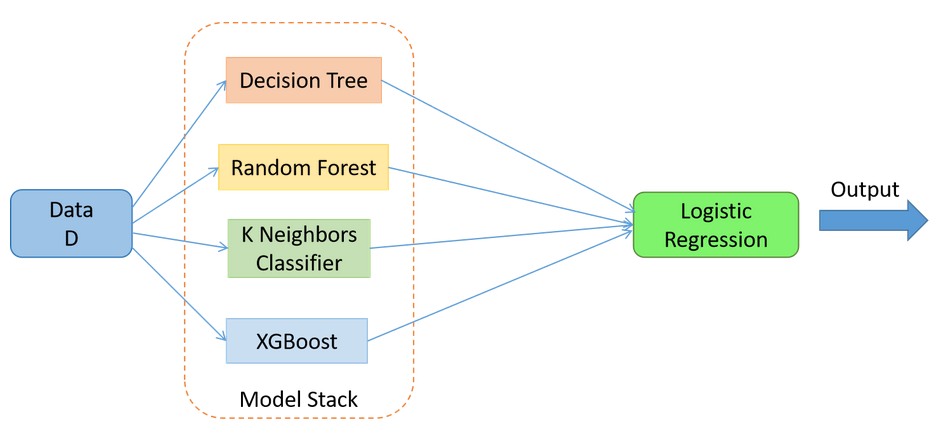 Data
D
Decision Tree
Random Forest
K Neighbors
Classifier
XGBoost
Model Stack
Logistic
Regression
Output